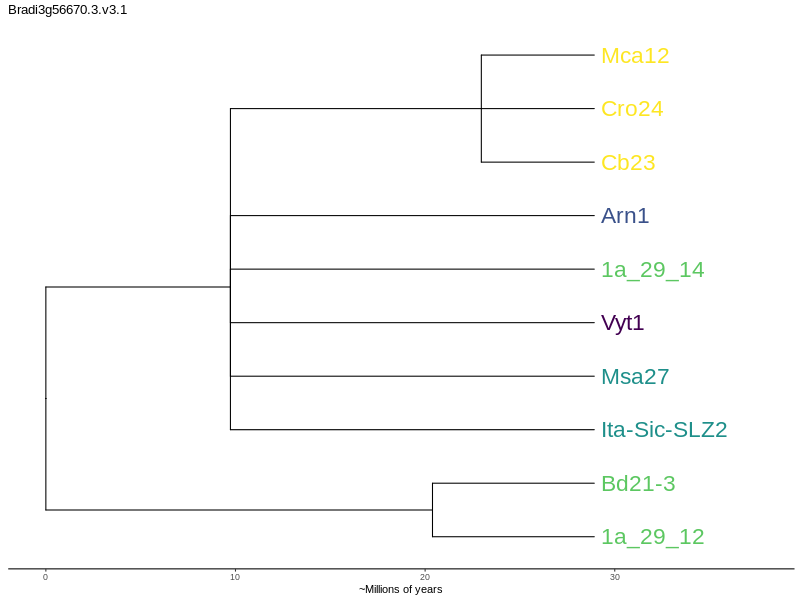 Bradi3g56670.3.v3.1
Mca12
Cro24
Cb23
Arn1
1a_29_14
Vyt1
Msa27
Ita-Sic-SLZ2
Bd21-3
1a_29_12
0 10 20 30
~Millions of years